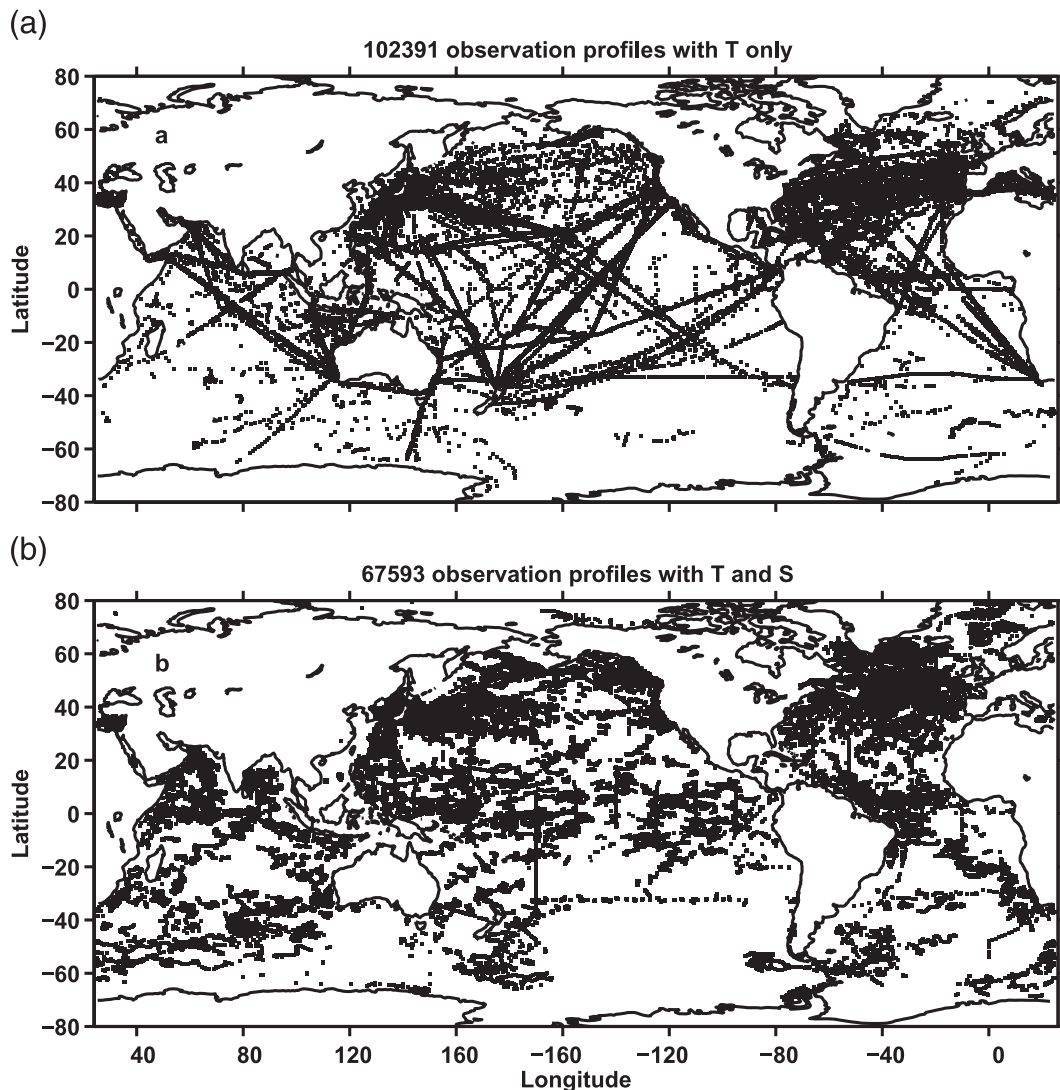 (a)
102391 observation profiles with T only
80
60
40
20
0
−20
−40
−60
−80
Latitude
a
(b)
67593 observation profiles with T and S
80
60
40
20
0
−20
−40
−60
−80
Latitude
b
40 80 120 160 −160 −120 −80 −40 0
Longitude